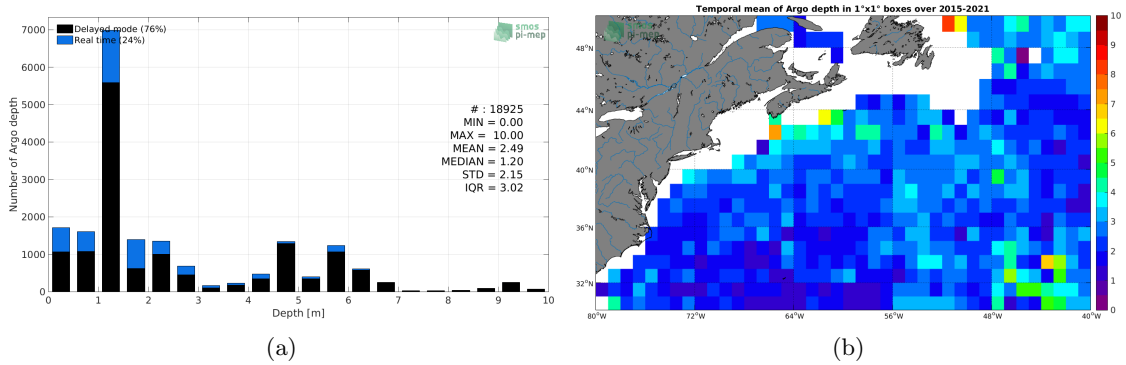 Delayed mode (76%)
Real time (24%)
smos
pi-mep
# : 18925
MIN = 0.00
MAX = 10.00
MEAN = 2.49
MEDIAN = 1.20
STD = 2.15
IQR = 3.02
Number of Argo depth
7000
6000
5000
4000
3000
2000
1000
0
0 1 2 3 4 5 6 7 8 9 10
Depth [m]
(a)
Temporal mean of Argo depth in 1°x1° boxes over 2015-2021
smos
pi-mep
48°N
44°N
40°N
36°N
32°N
80°W 72°W 64°W 56°W 48°W 40°W
10
9
8
7
6
5
4
3
2
1
0
(b)